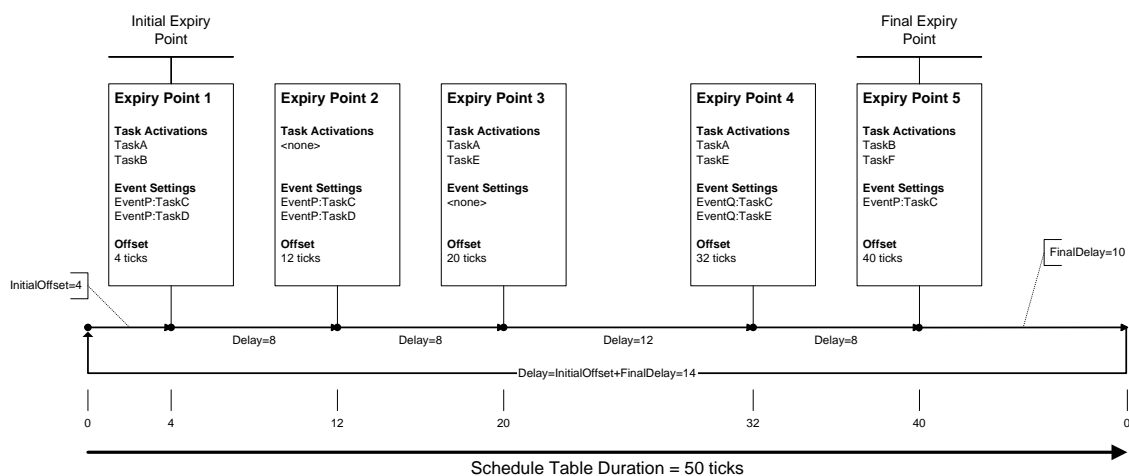 Initial Expiry
Point
Final Expiry
Point
Expiry Point 1
Task Activations
TaskA
TaskB
Event Settings
EventP:TaskC
EventP:TaskD
Offset
4 ticks
Expiry Point 2
Task Activations
<none>
Event Settings
EventP:TaskC
EventP:TaskD
Offset
12 ticks
Expiry Point 3
Task Activations
TaskA
TaskE
Event Settings
<none>
Offset
20 ticks
Expiry Point 4
Task Activations
TaskA
TaskE
Event Settings
EventQ:TaskC
EventQ:TaskE
Offset
32 ticks
Expiry Point 5
Task Activations
TaskB
TaskF
Event Settings
EventP:TaskC
Offset
40 ticks
InitialOffset=4
FinalDelay=10
Delay=8
Delay=8
Delay=12
Delay=8
Delay=InitialOffset+FinalDelay=14
0 4 12 20 32 40 0
Schedule Table Duration = 50 ticks